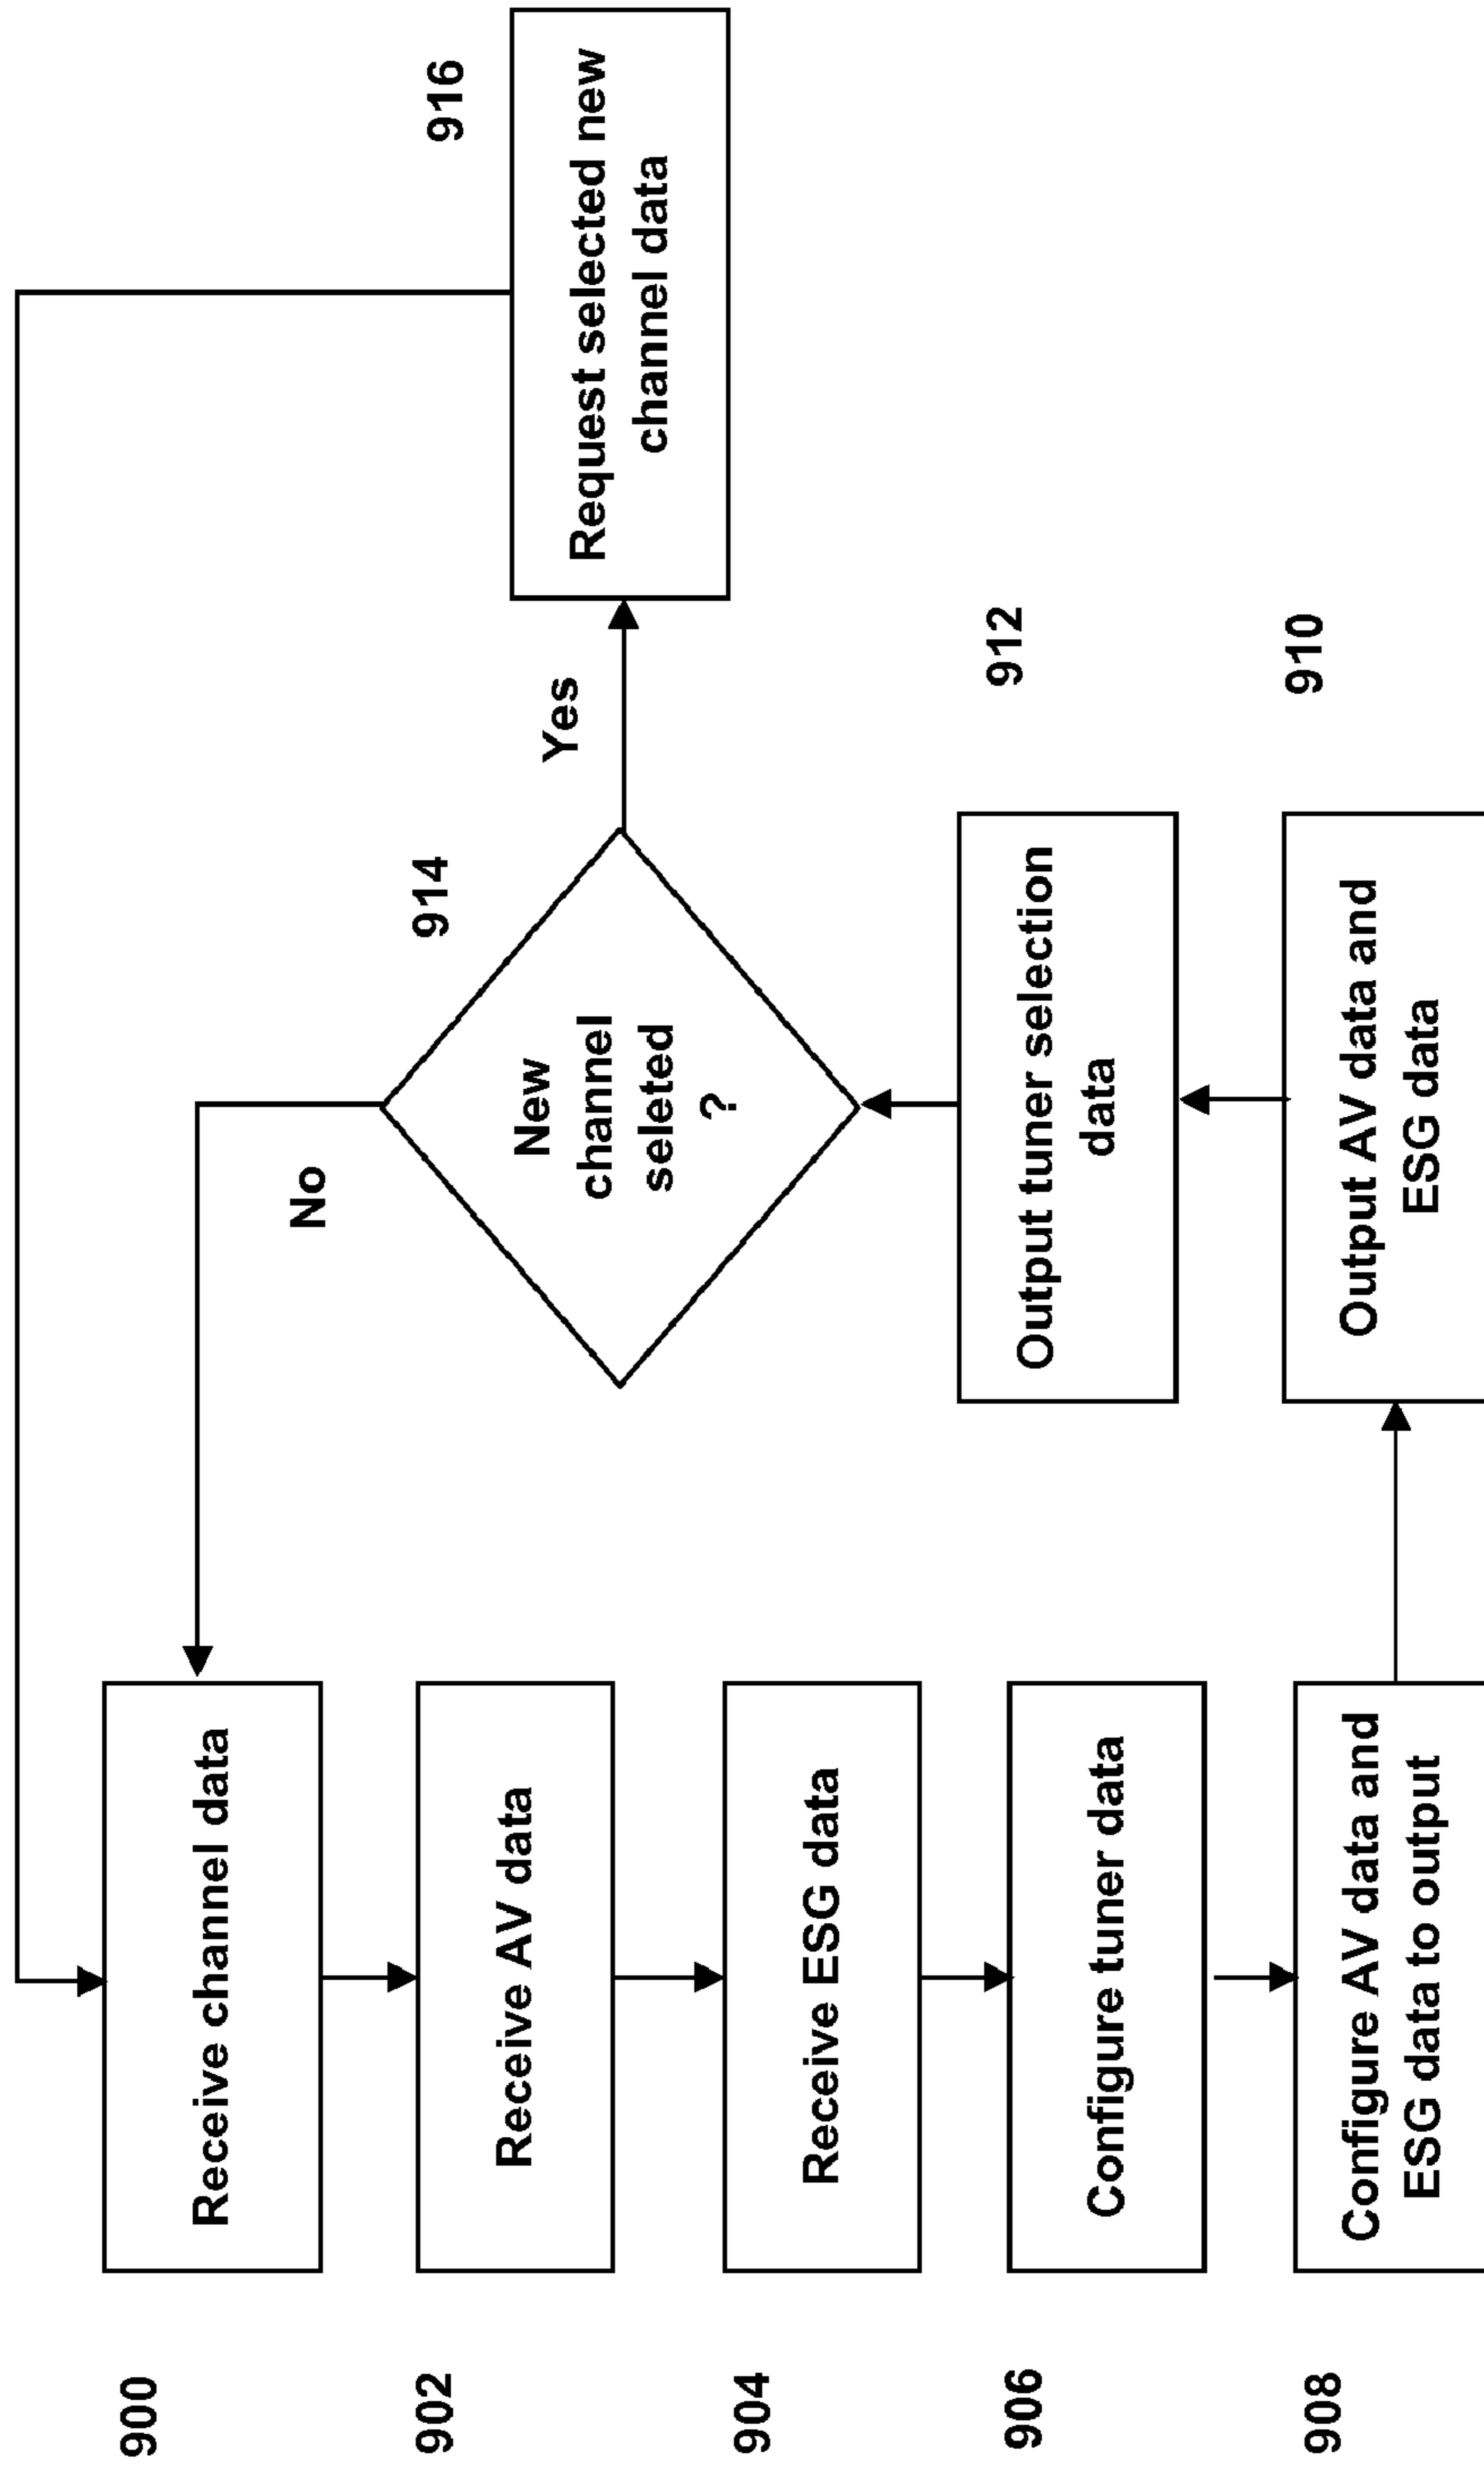 900
Receive channel data
902
Receive AV data
904
Receive ESG data
906
Configure tuner data
908
Configure AV data and
ESG data to output
910
Output AV data and
ESG data
912
Output tuner selection
data
914
New
channel
seleted
?
No
Yes
916
Request selected new
channel data